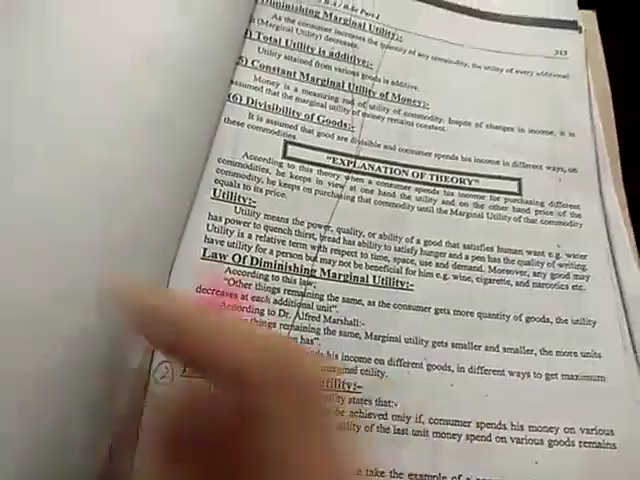 B.A / B.Sc Part-I
313
Diminishing Marginal Utility):-
As the consumer increases the quantity of any commodity, the utility of every additional
(Marginal Utility) decreases.
) Total Utility is additive:-
Utility attained from various goods is additive.
5) Constant Marginal Utility of Money):
Money is a measuring rod of utility of commodity. Inspite of changes in income, it is
assumed that the marginal utility of money remains constant.
(6) Divisibility of Goods:-
It is assumed that good are divisible and consumer spends his income in different ways, on
these commodities.
"EXPLANATION OF THEORY"
According to this theory when a consumer spends his income for purchasing different
commodities, he keeps in view at one hand the utility and on the other hand price of the
commodity, he keeps on purchasing that commodity until the Marginal Utility of that commodity
equals to its price.
Utility:-
Utility means the power, quality, or ability of a good that satisfies human want e.g. water
has power to quench thirst, bread has ability to satisfy hunger and a pen has the quality of writing.
Utility is a relative term with respect to time, space, use and demand. Moreover, any good may
have utility for a person but may not be beneficial for him e.g. wine, cigarette, and narcotics etc.
Law Of Diminishing Marginal Utility:-
According to this law:
"Other things remaining the same, as the consumer gets more quantity of goods, the utility
decreases at each additional unit".
According to Dr. Alfred Marshall:-
things remaining the same, Marginal utility gets smaller and smaller, the more units
has".
his income on different goods, in different ways to get maximum
marginal utility.
tility:-
states that:-
be achieved only if, consumer spends his money on various
utility of the last unit money spend on various goods remains
take the example of a